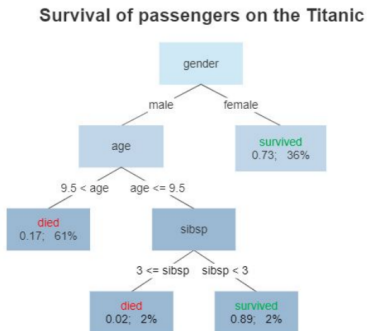 Survival of passengers on the Titanic
gender
male
female
age
survived
0.73; 36%
9.5 < age
age <= 9.5
died
0.17; 61%
sibsp
3 <= sibsp
sibsp < 3
died
0.02; 2%
survived
0.89; 2%